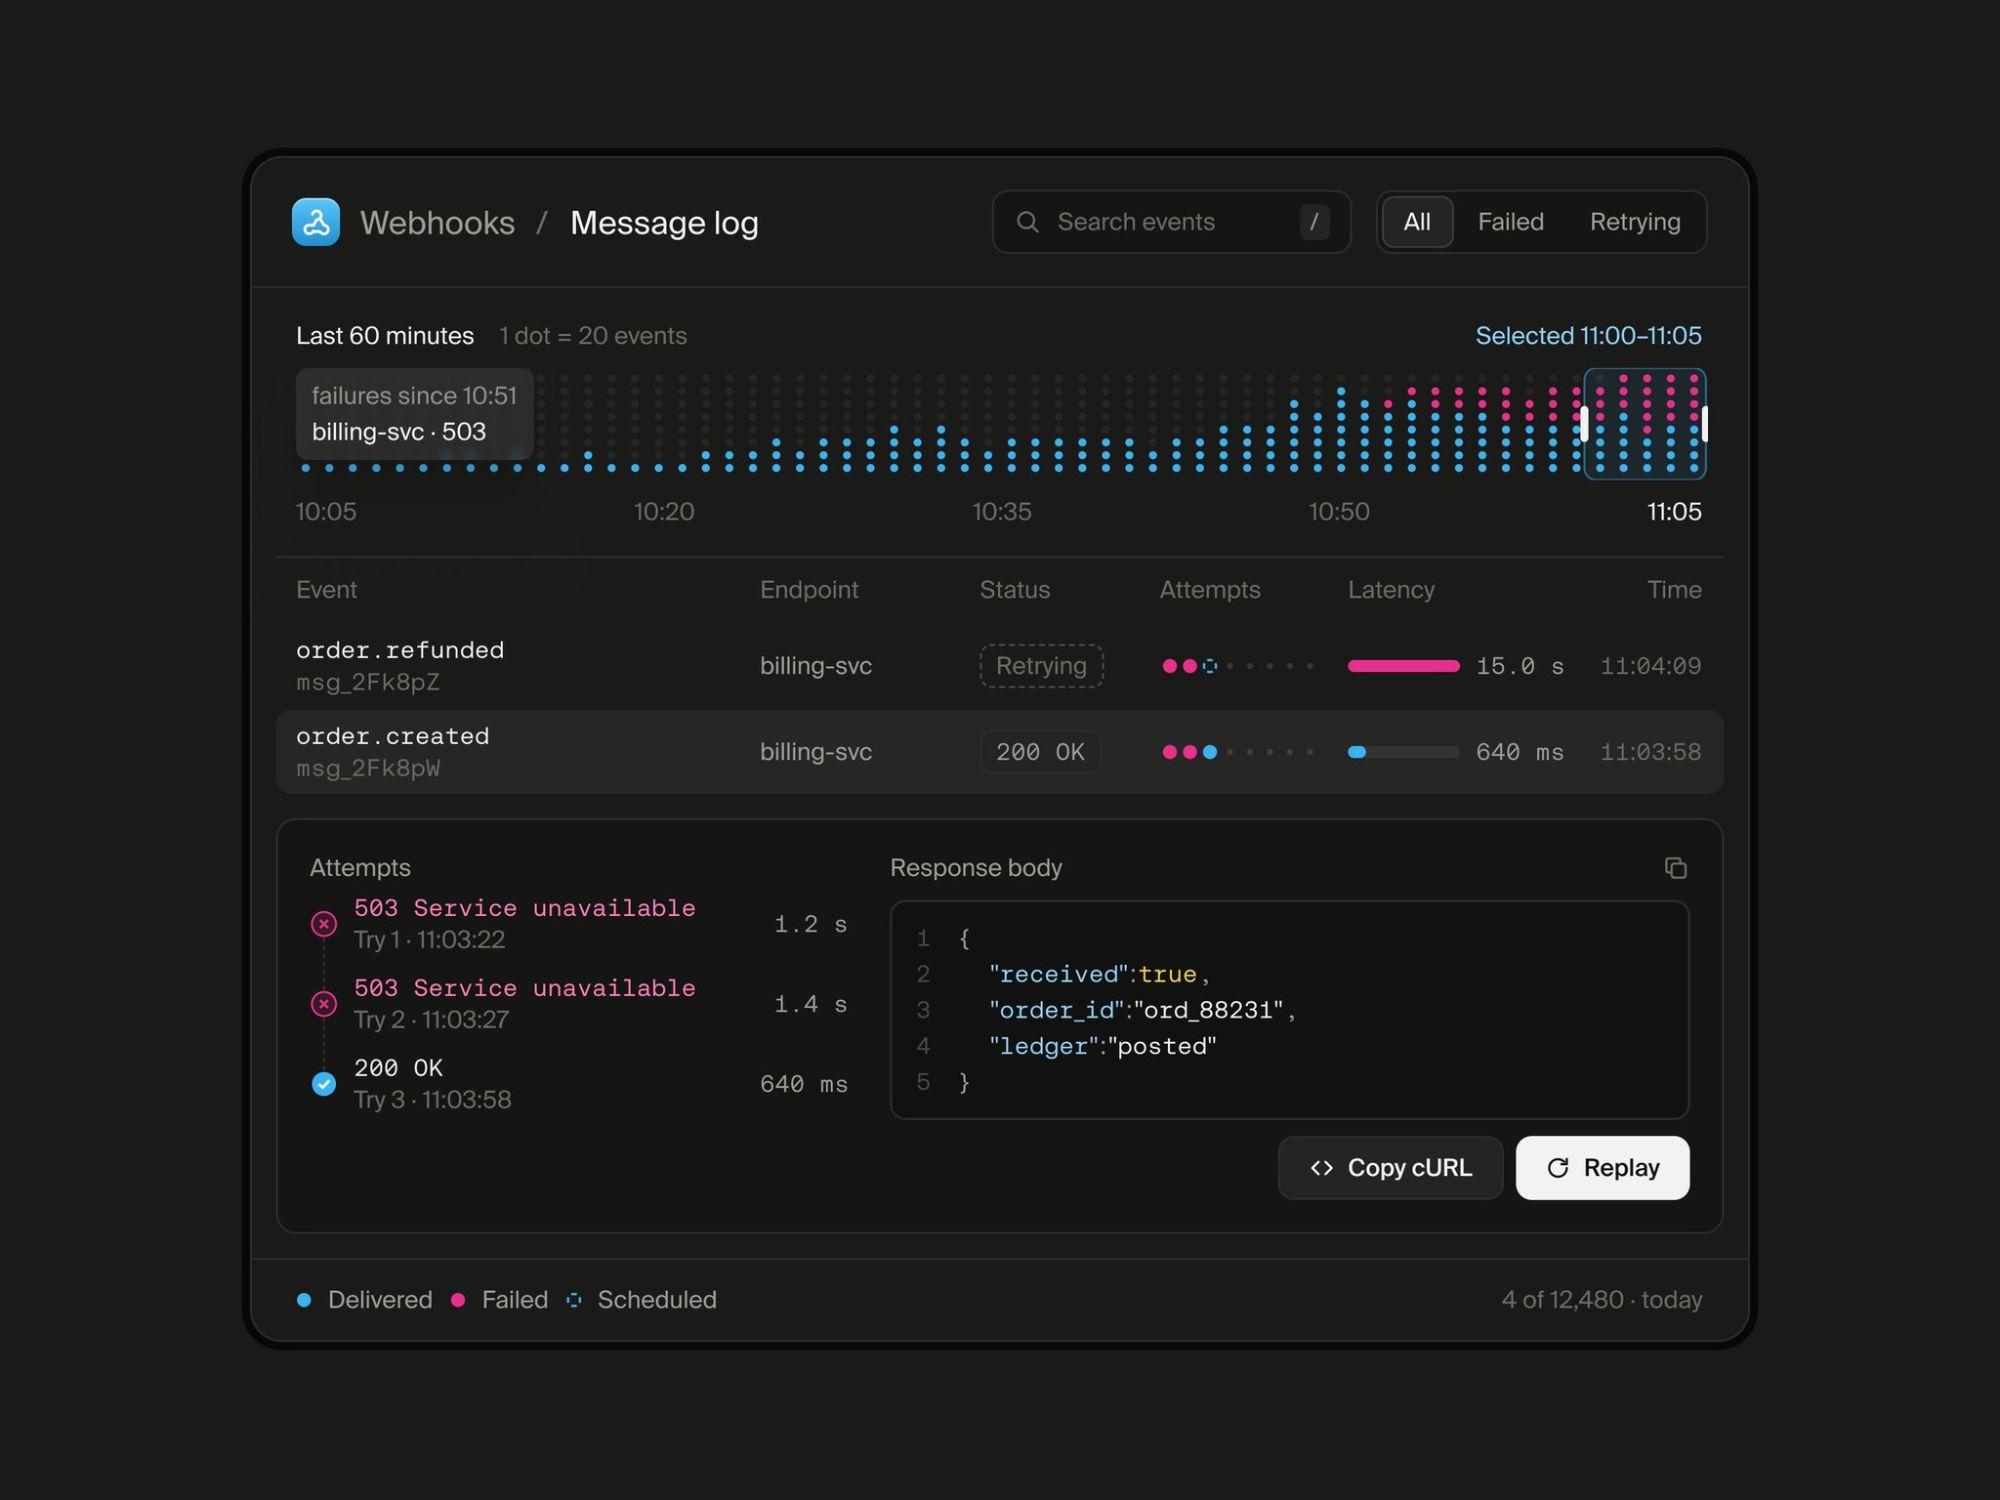 Webhooks / Message log
Search events /
All Failed Retrying
Last 60 minutes 1 dot = 20 events
Selected 11:00–11:05
failures since 10:51
billing-svc · 503
10:05 10:20 10:35 10:50 11:05
Event Endpoint Status Attempts Latency Time
order.refunded
msg_2Fk8pZ
billing-svc Retrying 15.0 s 11:04:09
order.created
msg_2Fk8pW
billing-svc 200 OK 640 ms 11:03:58
Attempts
503 Service unavailable
Try 1 · 11:03:22
1.2 s
503 Service unavailable
Try 2 · 11:03:27
1.4 s
200 OK
Try 3 · 11:03:58
640 ms
Response body
1 {
2 "received":true,
3 "order_id":"ord_88231",
4 "ledger":"posted"
5 }
Copy cURL
Replay
Delivered Failed Scheduled
4 of 12,480 · today